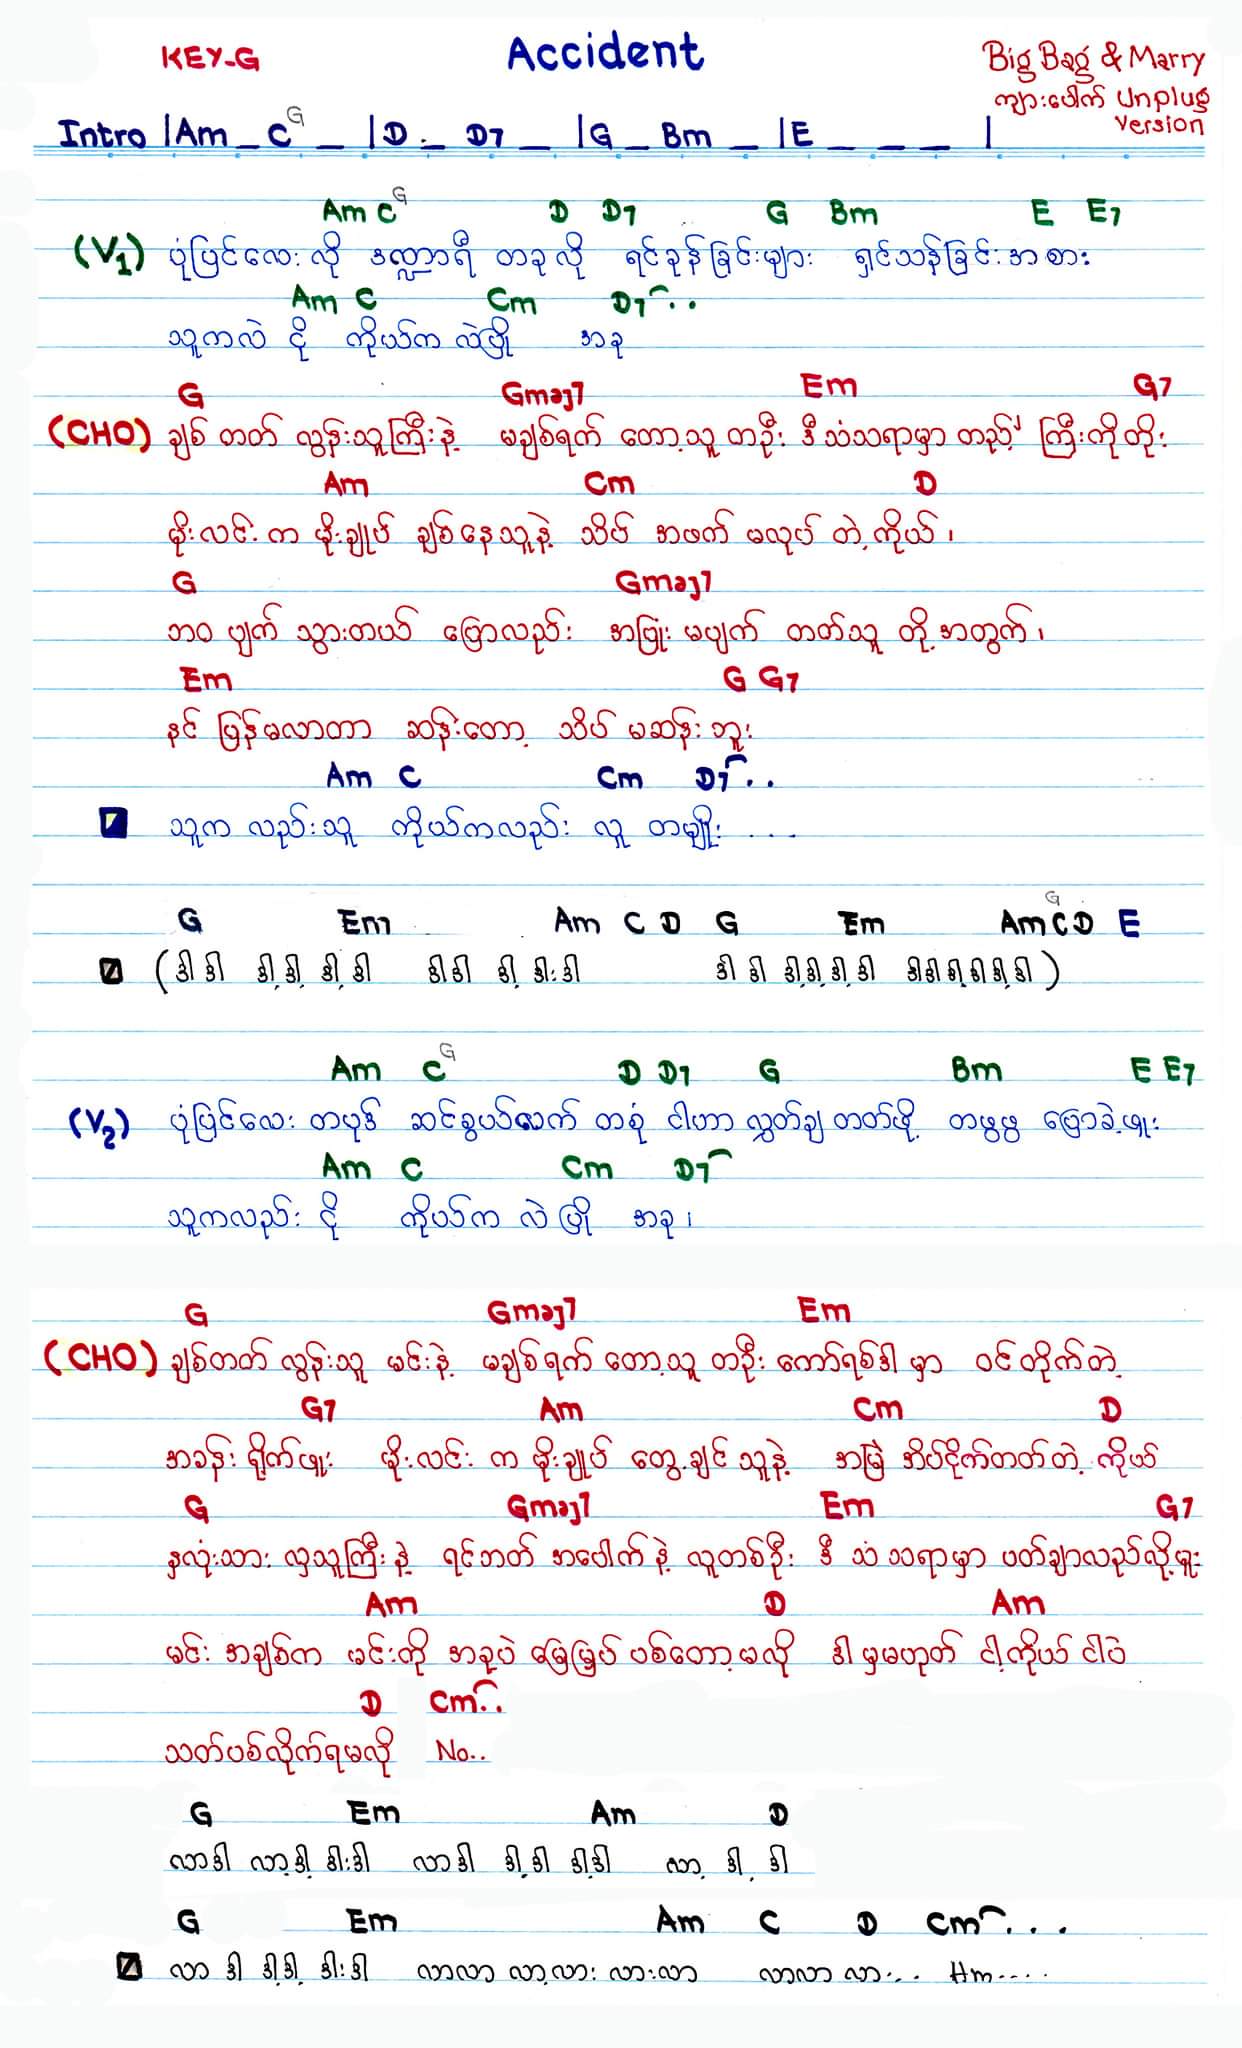 KEY-G Accident Big Bag & Marry
ကျားပေါက် Unplug
Version
Intro |Am _ C G _ |D _ D7 _ |G _ Bm _ |E _ _ _ |
Am C G D D7 G Bm E E7
(V1) ပုံပြင်လေးလို ဒဏ္ဍာရီ တခုလို ရင်ခုန်ခြင်းများ ရှင်သန်ခြင်းအစား
Am C Cm D7..
သူကလဲ ငို ကိုယ်က လဲပြို အခု
G Gmaj7 Em G7
(CHO) ချစ် တတ် လွန်းသူကြီးနဲ့ မချစ်ရက် တော့သူ တဦး ဒီသံသရာမှာ တည့်တည့်ကြီးကိုတိုး
Am Cm D
မိုးလင်းက မိုးချုပ် ချစ်နေသူနဲ့ သိပ် အဖက် မလုပ် တဲ့ကိုယ်၊
G Gmaj7
ဘဝ ပျက် သွားတယ် ပြောလည်း အပြုံး မပျက် တတ်သူ တို့အတွက်၊
Em G G7
နင် ပြန်မလာတာ ဆန်းတော့ သိပ် မဆန်းဘူး
Am C Cm D7..
သူက လည်းသူ ကိုယ်ကလည်း လူ တမျိုး ...
G Em Am C D G Em Am G C D E
(ဒါဒါ ဒါ့ဒါ့ ဒါ့ဒါ ဒါဒါ ဒါ့ ဒါးဒါ ဒါ ဒါ ဒါ့ဒါ့ဒါ့ဒါ ဒါဒါဒါ့ဒါဒါ့ဒါ)
Am C G D D7 G Bm E E7
(V2) ပုံပြင်လေး တပုဒ် ဆင်စွယ်လက် တစုံ ငါဟာ လွှတ်ချ တတ်ဖို့ တဖွဖွ ပြောခဲ့ဖူး
Am C Cm D7
သူကလည်း ငို ကိုယ်က လဲ ပြို အခု၊
G Gmaj7 Em
(CHO) ချစ်တတ် လွန်းသူ မင်းနဲ့ မချစ်ရက် တော့သူ တဦး ကော်ရစ်ဒါ မှာ ဝင်တိုက်တဲ့
G7 Am Cm D
အခန်း ရိုက်ဖူး မိုးလင်း က မိုးချုပ် တွေ့ချင် သူနဲ့ အမြဲ အိပ်ငိုက်တတ်တဲ့ ကိုယ်
G Gmaj7 Em G7
နှလုံးသား လှသူကြီးနဲ့ ရင်ဘတ် အပေါက်နဲ့ လူတစ်ဦး ဒီ သံသရာမှာ ပတ်ချာလည်လို့မူး
Am D Am
မင်း အချစ်က မင်းကို အခုပဲ မြေမြှုပ် ပစ်တော့မလို ဒါမှမဟုတ် ငါ့ကိုယ် ငါပဲ
D Cm..
သတ်ပစ်လိုက်ရမလို No..
G Em Am D
လာဒါ လာ့ဒါ့ ဒါးဒါ လာဒါ ဒါ့ဒါ ဒါ့ဒါ လာ့ ဒါ့ ဒါ
G Em Am C D Cm...
လာ ဒါ ဒါ့ဒါ့ ဒါးဒါ လာလာ လာ့လား လားလာ လာလာ လာ... Hm.....